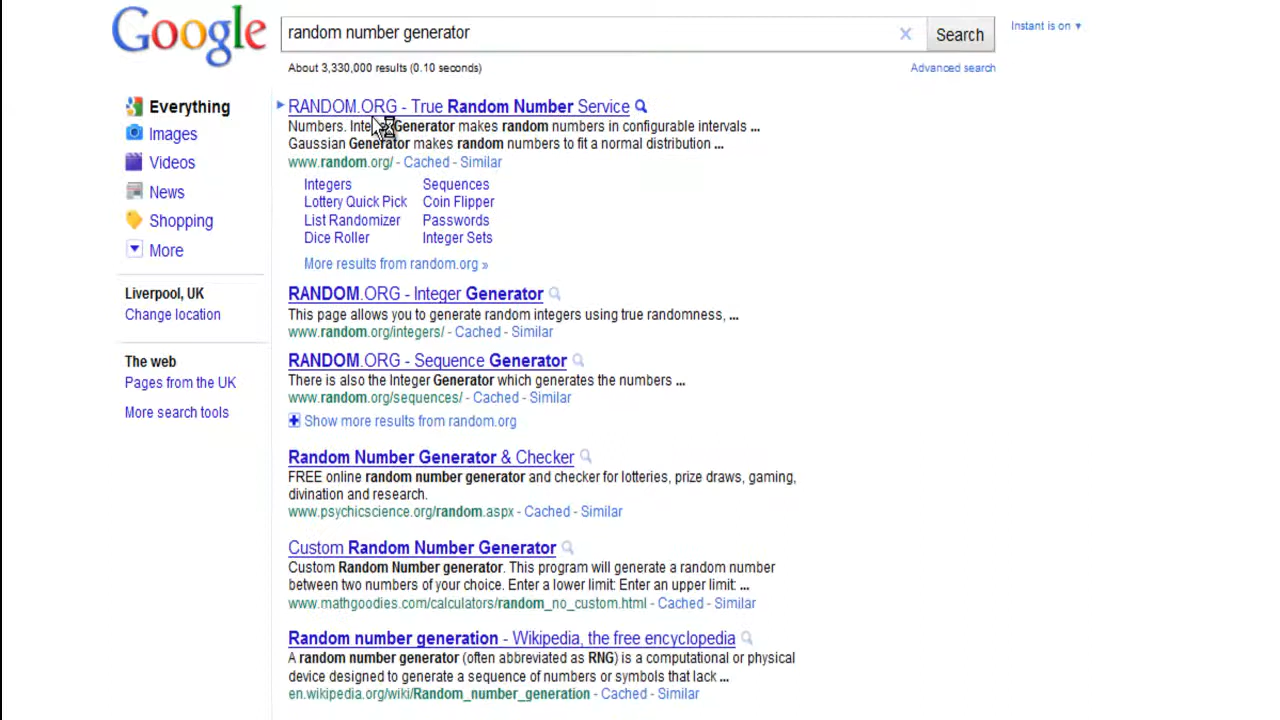 Google
random number generator
Search
Instant is on
About 3,330,000 results (0.10 seconds)
Advanced search
Everything
Images
Videos
News
Shopping
More
Liverpool, UK
Change location
The web
Pages from the UK
More search tools
RANDOM.ORG - True Random Number Service
Numbers. Generator makes random numbers in configurable intervals ...
Gaussian Generator makes random numbers to fit a normal distribution ...
www.random.org/ - Cached - Similar
Integers Sequences
Lottery Quick Pick Coin Flipper
List Randomizer Passwords
Dice Roller Integer Sets
More results from random.org »
RANDOM.ORG - Integer Generator
This page allows you to generate random integers using true randomness, ...
www.random.org/integers/ - Cached - Similar
RANDOM.ORG - Sequence Generator
There is also the Integer Generator which generates the numbers ...
www.random.org/sequences/ - Cached - Similar
Show more results from random.org
Random Number Generator & Checker
FREE online random number generator and checker for lotteries, prize draws, gaming,
divination and research.
www.psychicscience.org/random.aspx - Cached - Similar
Custom Random Number Generator
Custom Random Number generator. This program will generate a random number
between two numbers of your choice. Enter a lower limit: Enter an upper limit: ...
www.mathgoodies.com/calculators/random_no_custom.html - Cached - Similar
Random number generation - Wikipedia, the free encyclopedia
A random number generator (often abbreviated as RNG) is a computational or physical
device designed to generate a sequence of numbers or symbols that lack ...
en.wikipedia.org/wiki/Random_number_generation - Cached - Similar